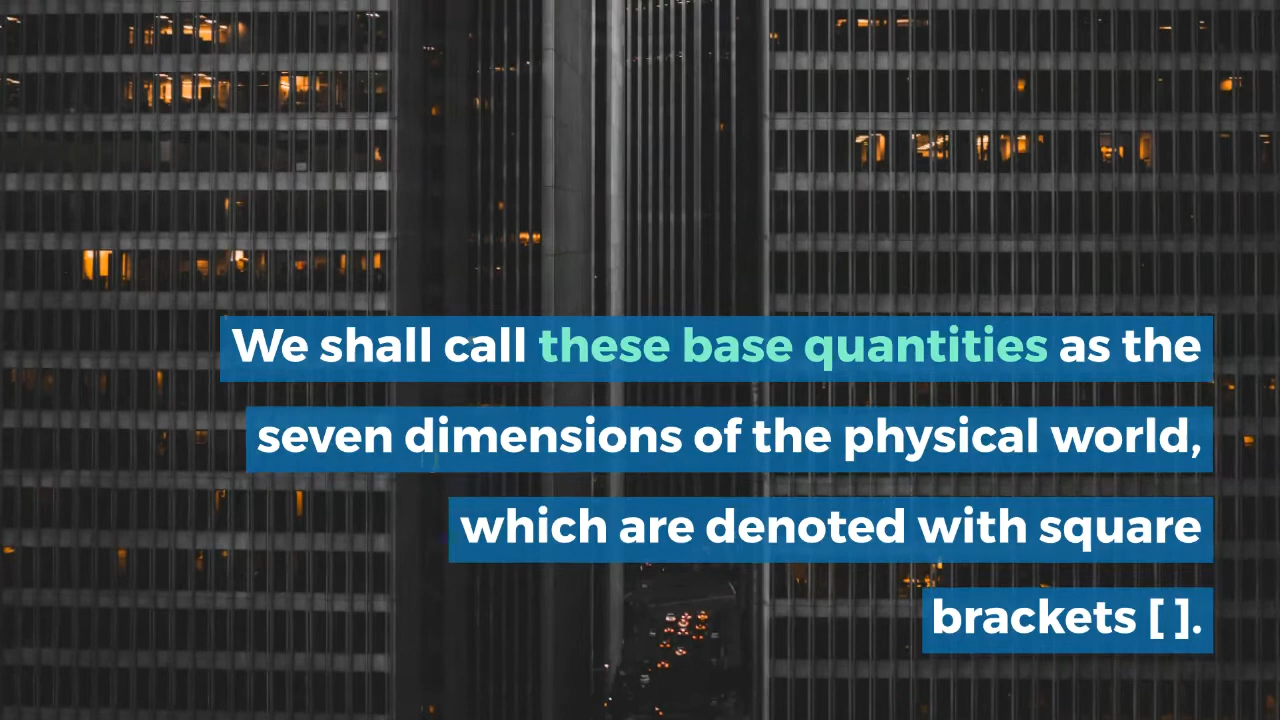 We shall call these base quantities as the
seven dimensions of the physical world,
which are denoted with square
brackets [ ].